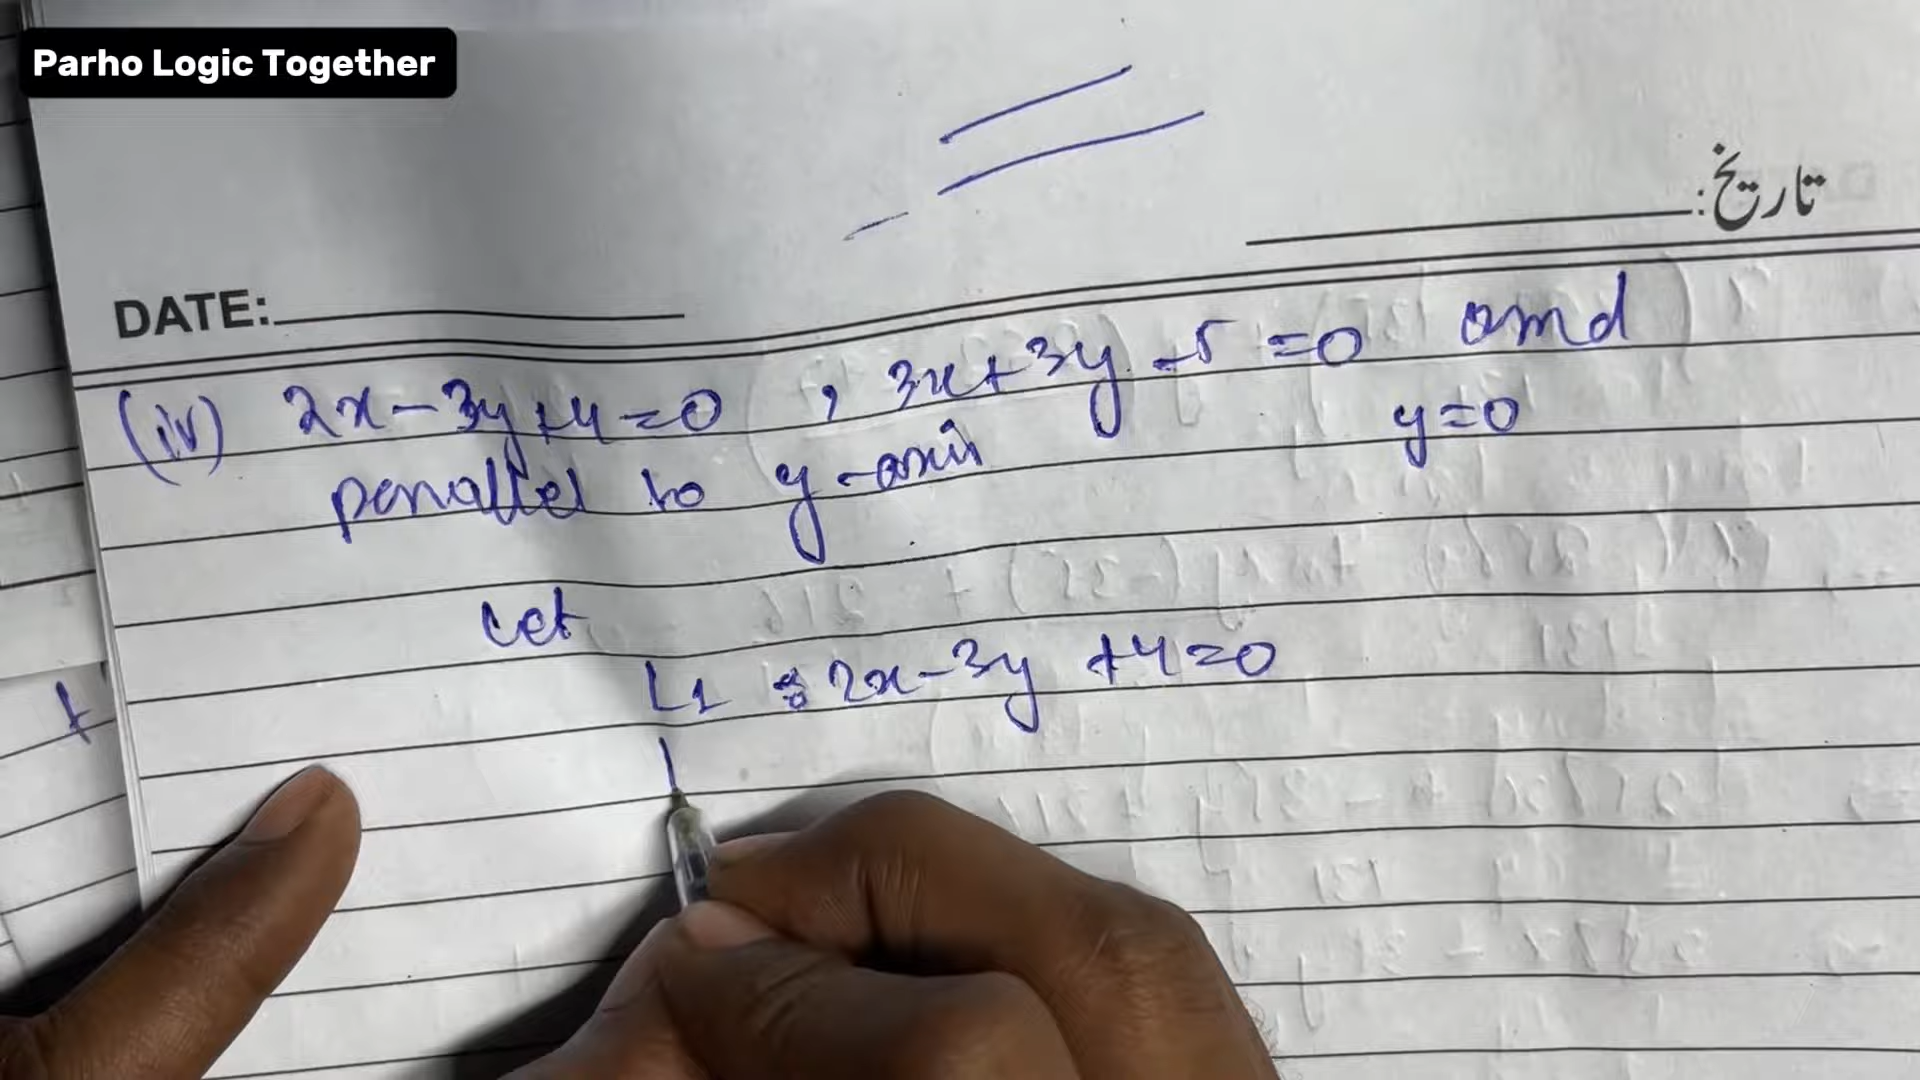 Parho Logic Together
تاریخ:
DATE:
(iv) 2x-3y+4=0 , 3x+3y-5=0 and
parallel to y-axis y=0
Let
L1 : 2x-3y+4=0